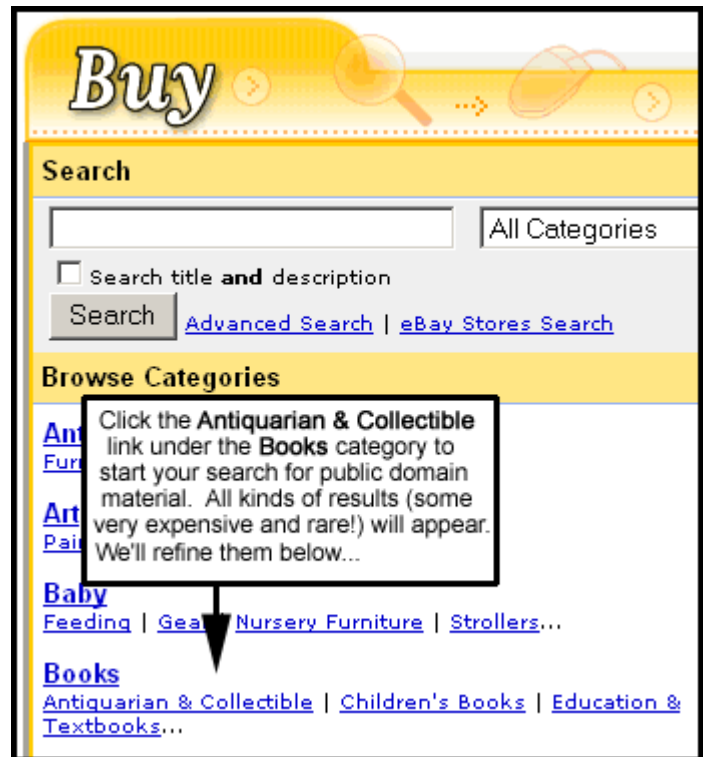 Buy
Search
All Categories
Search title and description
Search Advanced Search | eBay Stores Search
Browse Categories
Click the Antiquarian & Collectible
link under the Books category to
start your search for public domain
material. All kinds of results (some
very expensive and rare!) will appear.
We'll refine them below...
Baby
Feeding | Nursery Furniture | Strollers...
Books
Antiquarian & Collectible | Children's Books | Education &
Textbooks...